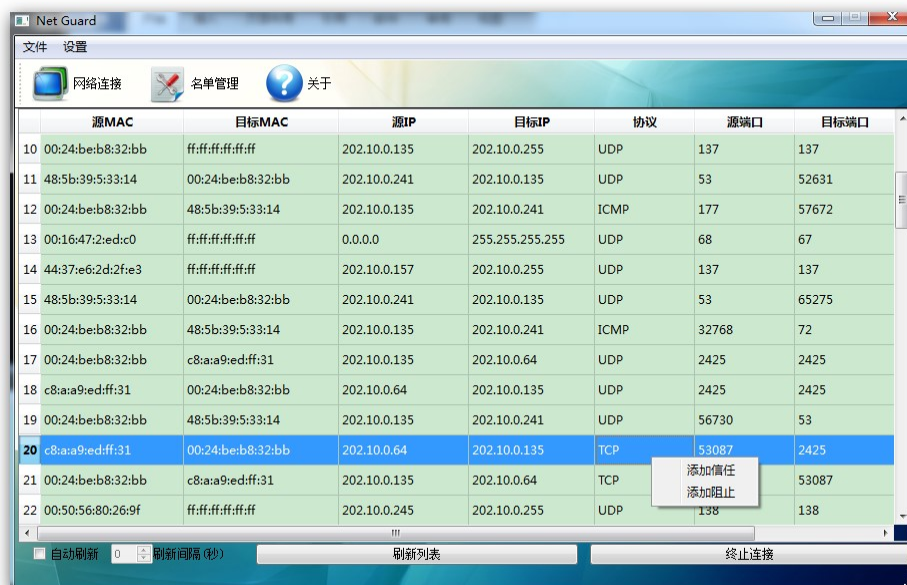 Net Guard
文件 设置
网络连接 名单管理 关于
源MAC 目标MAC 源IP 目标IP 协议 源端口 目标端口
10 00:24:be:b8:32:bb ff:ff:ff:ff:ff:ff 202.10.0.135 202.10.0.255 UDP 137 137
11 48:5b:39:5:33:14 00:24:be:b8:32:bb 202.10.0.241 202.10.0.135 UDP 53 52631
12 00:24:be:b8:32:bb 48:5b:39:5:33:14 202.10.0.135 202.10.0.241 ICMP 177 57672
13 00:16:47:2:ed:c0 ff:ff:ff:ff:ff:ff 0.0.0.0 255.255.255.255 UDP 68 67
14 44:37:e6:2d:2f:e3 ff:ff:ff:ff:ff:ff 202.10.0.157 202.10.0.255 UDP 137 137
15 48:5b:39:5:33:14 00:24:be:b8:32:bb 202.10.0.241 202.10.0.135 UDP 53 65275
16 00:24:be:b8:32:bb 48:5b:39:5:33:14 202.10.0.135 202.10.0.241 ICMP 32768 72
17 00:24:be:b8:32:bb c8:a:a9:ed:ff:31 202.10.0.135 202.10.0.64 UDP 2425 2425
18 c8:a:a9:ed:ff:31 00:24:be:b8:32:bb 202.10.0.64 202.10.0.135 UDP 2425 2425
19 00:24:be:b8:32:bb 48:5b:39:5:33:14 202.10.0.135 202.10.0.241 UDP 56730 53
20 c8:a:a9:ed:ff:31 00:24:be:b8:32:bb 202.10.0.64 202.10.0.135 TCP 53087 2425
添加信任
21 00:24:be:b8:32:bb c8:a:a9:ed:ff:31 202.10.0.135 202.10.0.64 TCP 53087
添加阻止
22 00:50:56:80:26:9f ff:ff:ff:ff:ff:ff 202.10.0.245 202.10.0.255 UDP 138 138
自动刷新 0 刷新间隔(秒) 刷新列表 终止连接